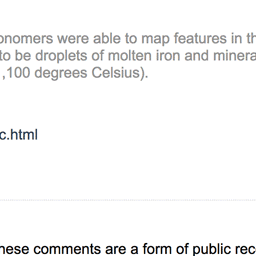 onomers were able to map features in th
to be droplets of molten iron and minera
,100 degrees Celsius).
c.html
hese comments are a form of public rec